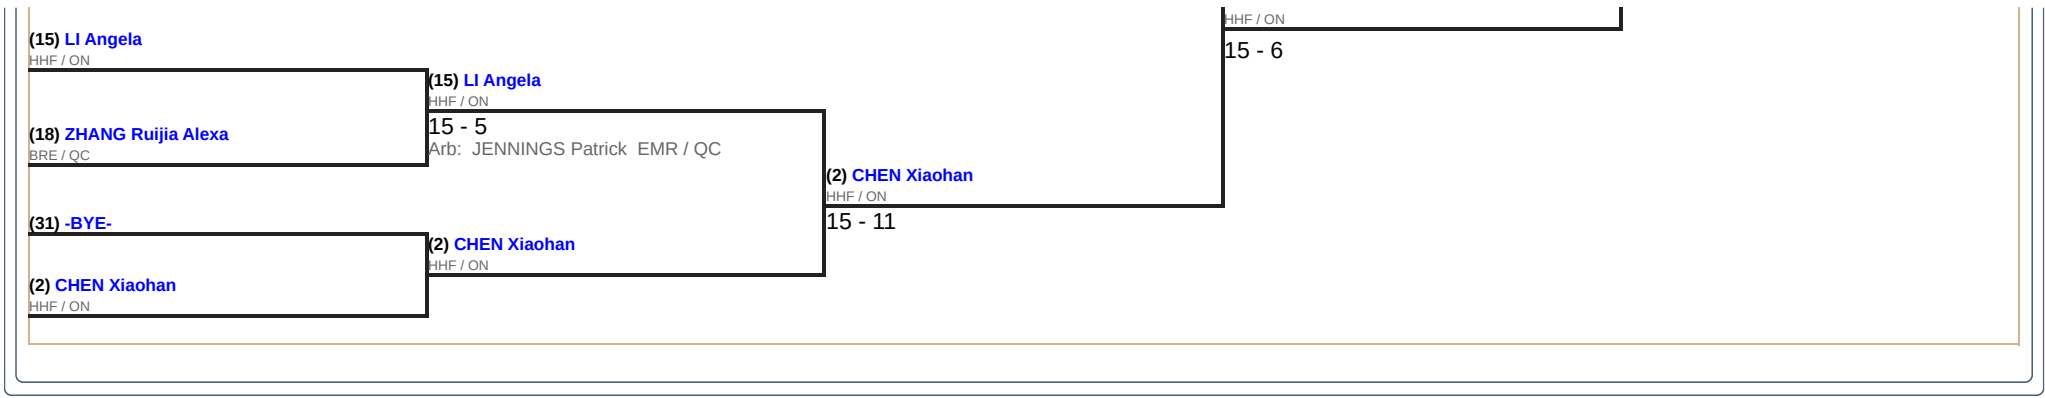 HHF / ON
15 - 6
(15) LI Angela
HHF / ON
(15) LI Angela
HHF / ON
15 - 5
Arb:  JENNINGS Patrick  EMR / QC
(18) ZHANG Ruijia Alexa
BRE / QC
(2) CHEN Xiaohan
HHF / ON
15 - 11
(31) -BYE-
(2) CHEN Xiaohan
HHF / ON
(2) CHEN Xiaohan
HHF / ON